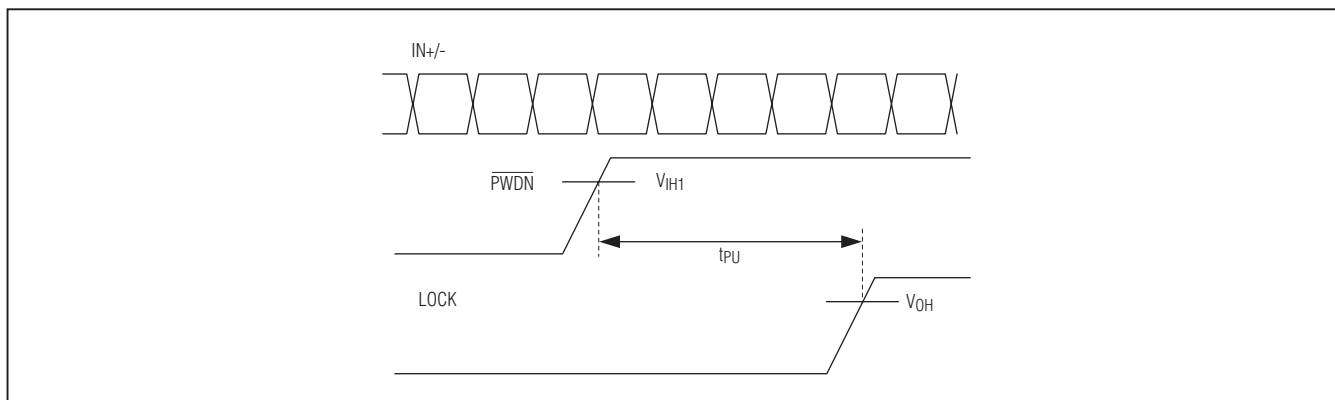 IN+/-
PWDN VIH1
tPU
LOCK
VOH